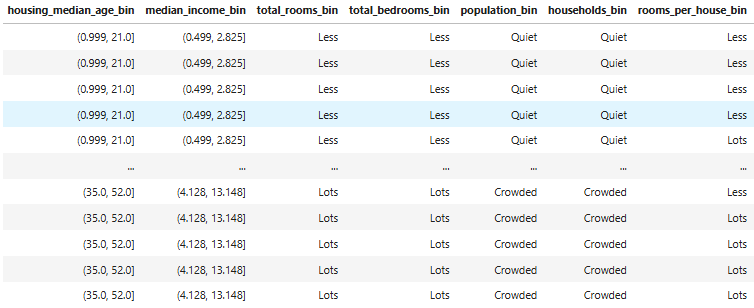 housing_median_age_bin median_income_bin total_rooms_bin total_bedrooms_bin population_bin households_bin rooms_per_house_bin
(0.999, 21.0] (0.499, 2.825] Less Less Quiet Quiet Less
(0.999, 21.0] (0.499, 2.825] Less Less Quiet Quiet Less
(0.999, 21.0] (0.499, 2.825] Less Less Quiet Quiet Less
(0.999, 21.0] (0.499, 2.825] Less Less Quiet Quiet Less
(0.999, 21.0] (0.499, 2.825] Less Less Quiet Quiet Lots
... ... ... ... ... ... ...
(35.0, 52.0] (4.128, 13.148] Lots Lots Crowded Crowded Less
(35.0, 52.0] (4.128, 13.148] Lots Lots Crowded Crowded Lots
(35.0, 52.0] (4.128, 13.148] Lots Lots Crowded Crowded Lots
(35.0, 52.0] (4.128, 13.148] Lots Lots Crowded Crowded Lots
(35.0, 52.0] (4.128, 13.148] Lots Lots Crowded Crowded Lots